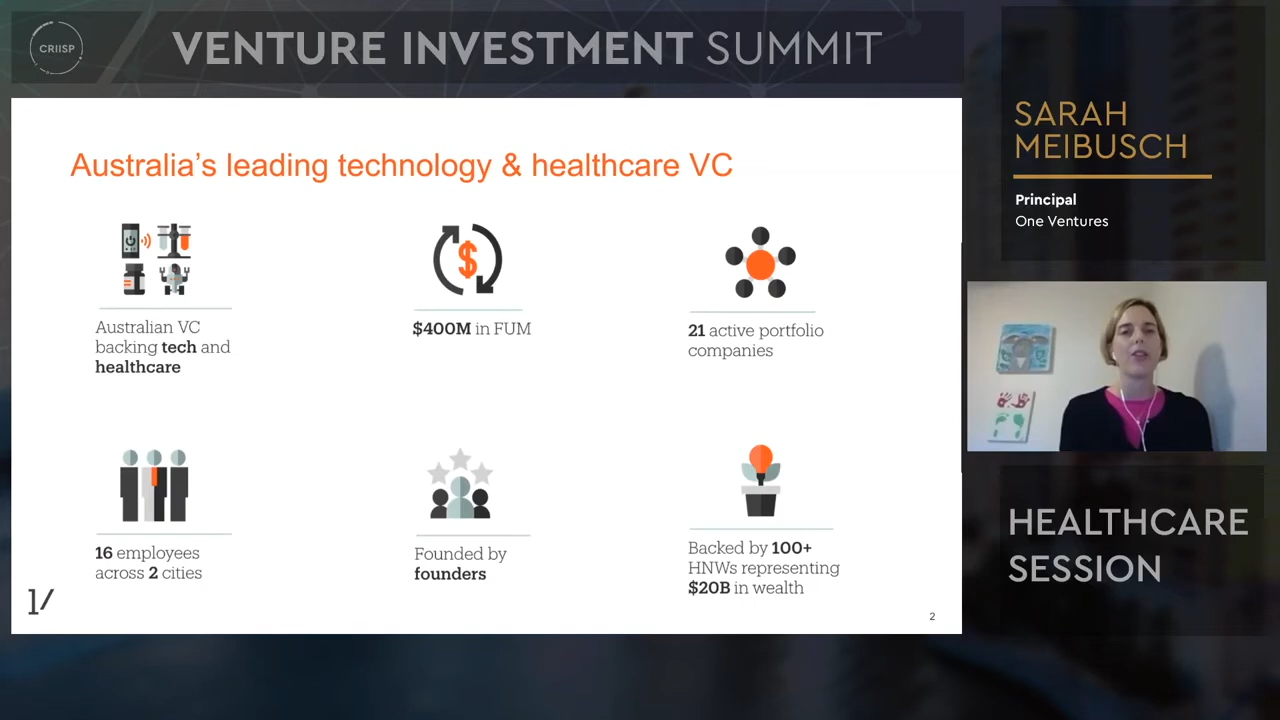 CRIISP
VENTURE INVESTMENT SUMMIT
Australia's leading technology & healthcare VC
Australian VC
backing tech and
healthcare
$400M in FUM
21 active portfolio
companies
16 employees
across 2 cities
Founded by
founders
Backed by 100+
HNWs representing
$20B in wealth
1/
2
SARAH
MEIBUSCH
Principal
One Ventures
HEALTHCARE
SESSION